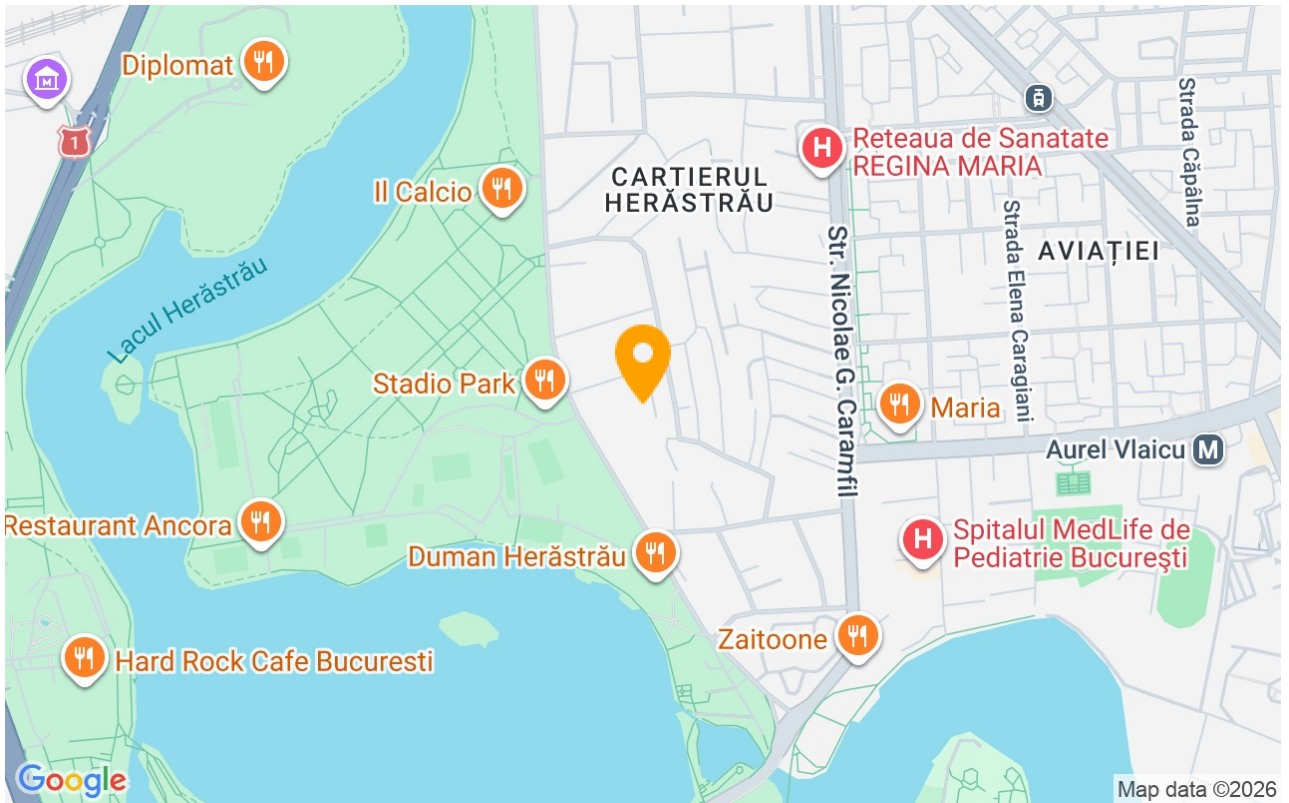 Diplomat
1
Il Calcio
Lacul Herăstrău
CARTIERUL
HERĂSTRĂU
H
Reteaua de Sanatate
REGINA MARIA
Strada Căpâlna
AVIAȚIEI
Strada Elena Caragiani
Str. Nicolae G. Caramfil
Stadio Park
Maria
Aurel Vlaicu M
Restaurant Ancora
Duman Herăstrău
H
Spitalul MedLife de
Pediatrie Bucureşti
Zaitoone
Hard Rock Cafe Bucuresti
Google
Map data ©2026